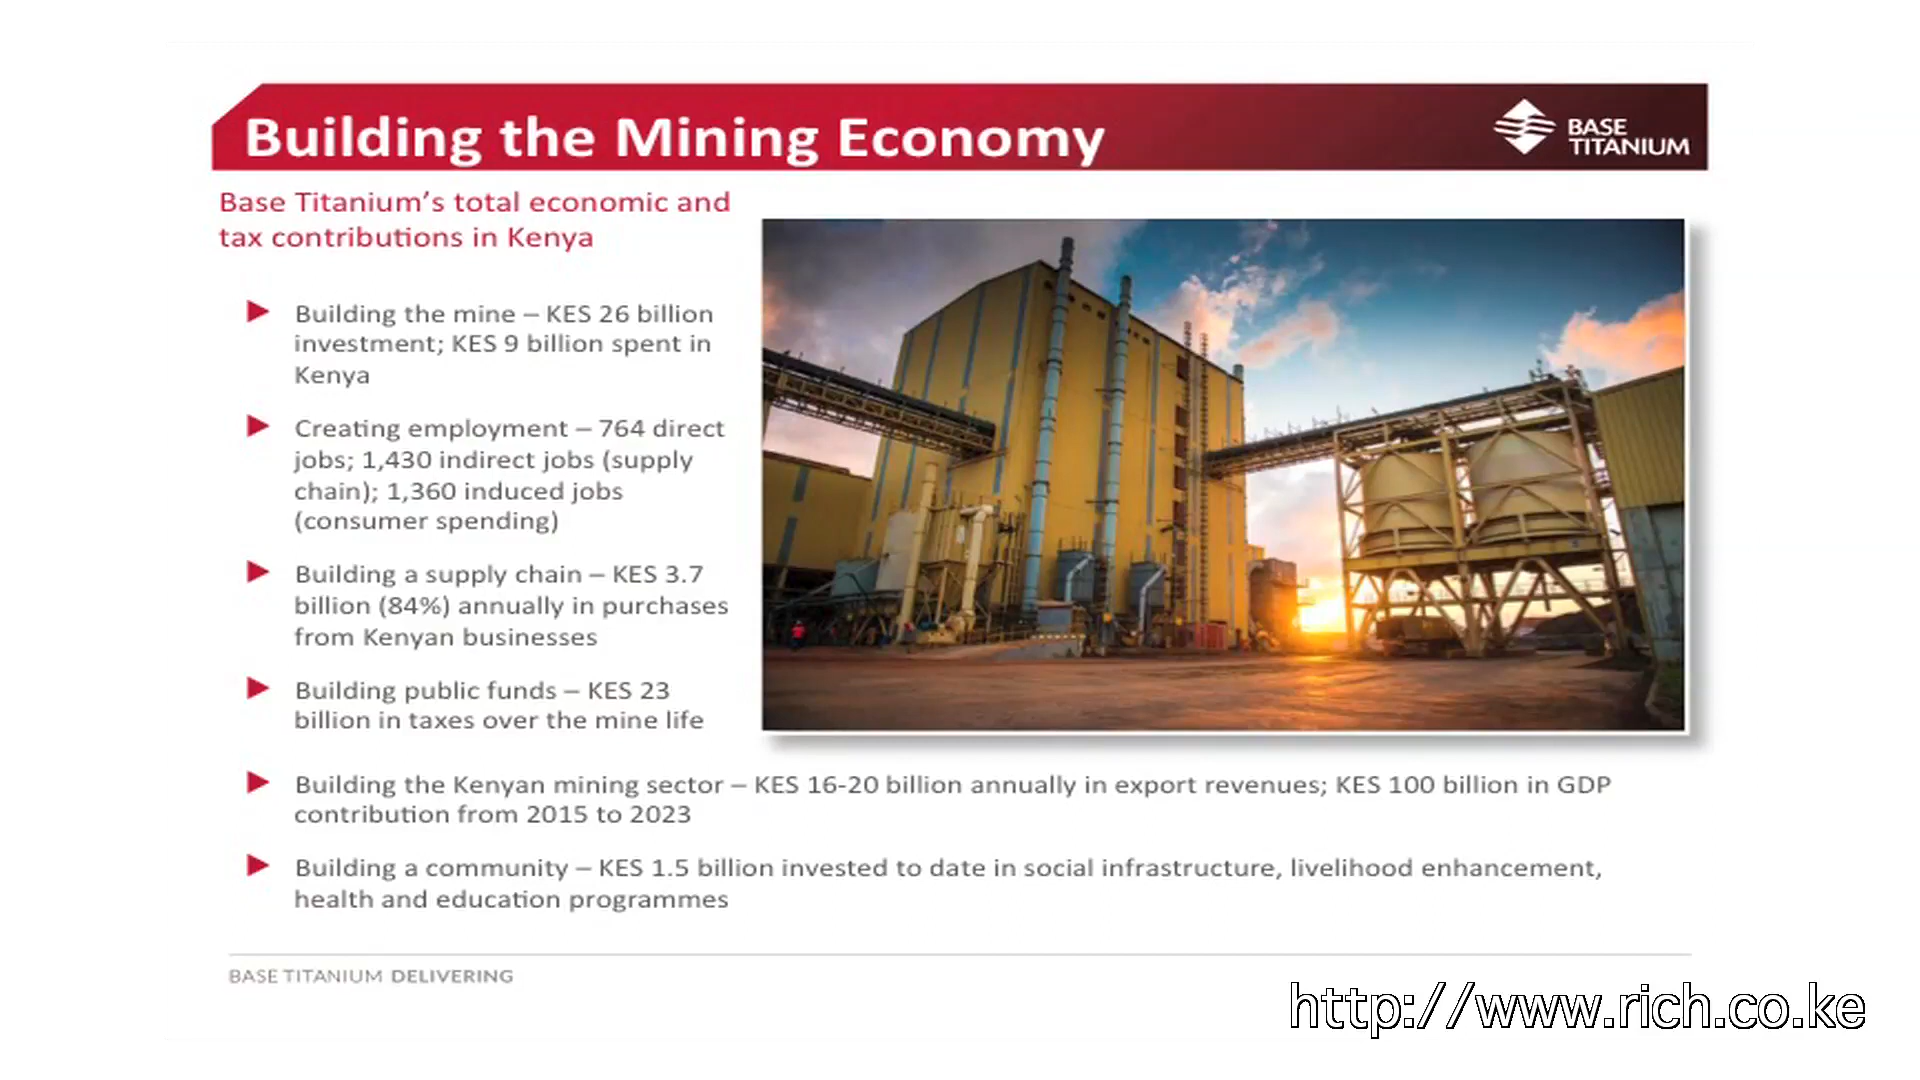 Building the Mining Economy
BASE
TITANIUM
Base Titanium's total economic and
tax contributions in Kenya
Building the mine – KES 26 billion
investment; KES 9 billion spent in
Kenya
Creating employment – 764 direct
jobs; 1,430 indirect jobs (supply
chain); 1,360 induced jobs
(consumer spending)
Building a supply chain – KES 3.7
billion (84%) annually in purchases
from Kenyan businesses
Building public funds – KES 23
billion in taxes over the mine life
Building the Kenyan mining sector – KES 16-20 billion annually in export revenues; KES 100 billion in GDP
contribution from 2015 to 2023
Building a community – KES 1.5 billion invested to date in social infrastructure, livelihood enhancement,
health and education programmes
BASE TITANIUM DELIVERING
http://www.rich.co.ke